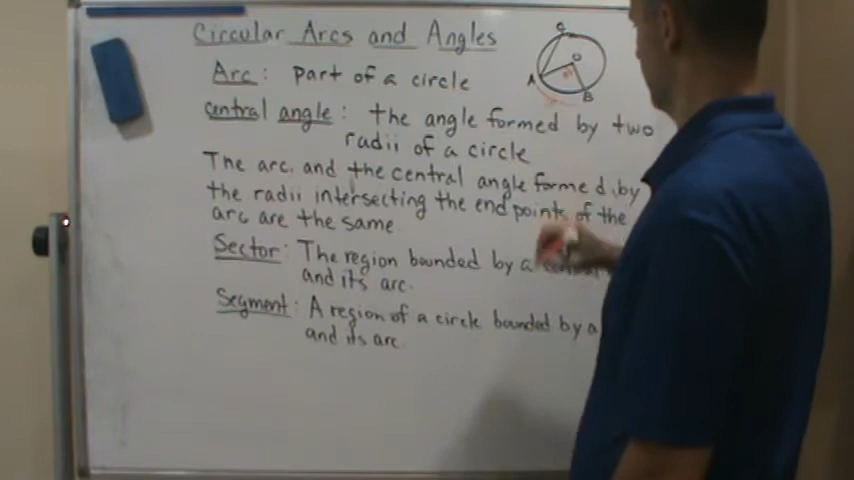 Circular Arcs and Angles
C
O
A
B
Arc: part of a circle
central angle: the angle formed by two
radii of a circle
The arc, and the central angle formed, by
the radii intersecting the end points of the
arc are the same.
Sector: The region bounded by a
and its arc.
Segment: A region of a circle bounded by a
and its arc.